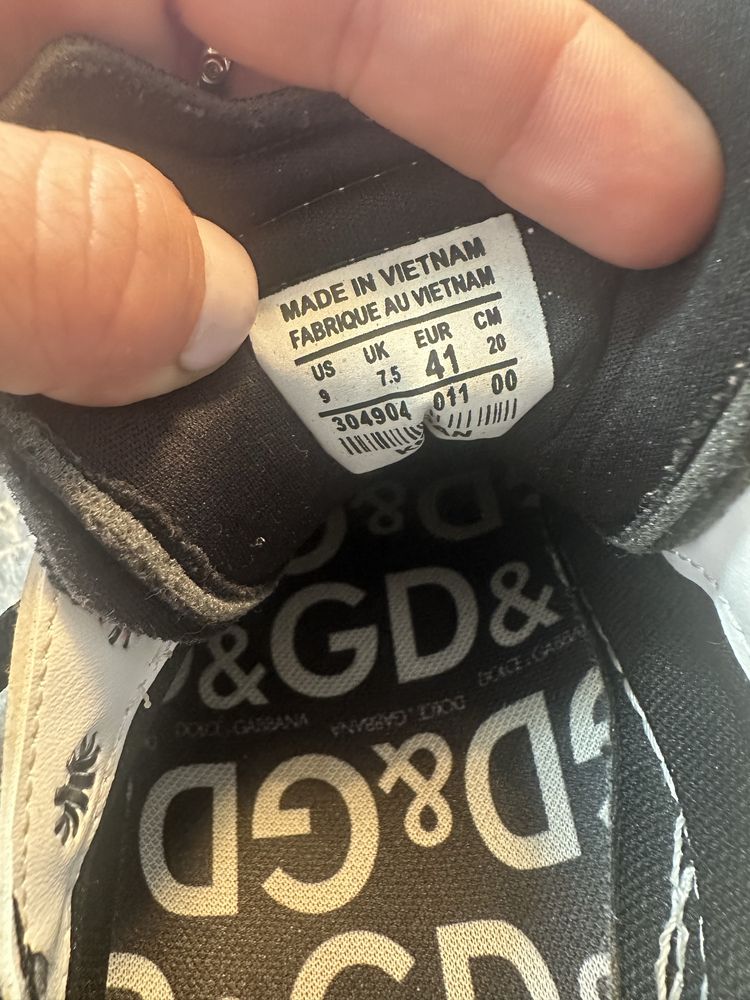 MADE IN VIETNAM
FABRIQUE AU VIETNAM
US UK EUR CM
9 7.5 41 20
304904 011 00
&GD&
DOLCE & GABBANA
GABBANA
DOLCE
D&GD